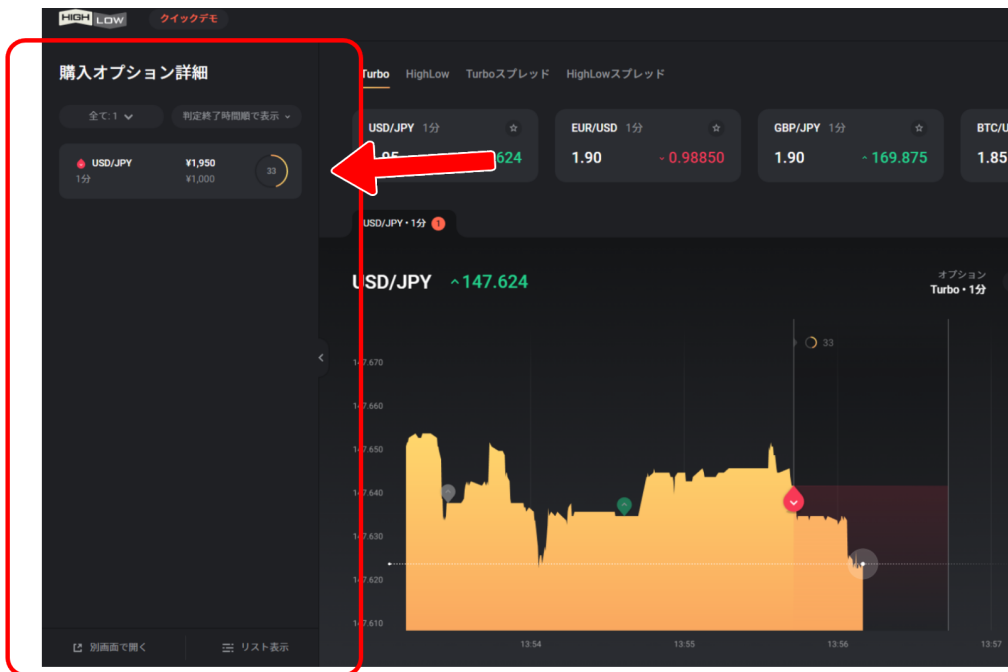 HIGH LOW クイックデモ
購入オプション詳細
全て: 1
判定終了時間順で表示
USD/JPY ¥1,950
1分 ¥1,000
33
別画面で開く
リスト表示
Turbo HighLow Turboスプレッド HighLowスプレッド
USD/JPY 1分
624
EUR/USD 1分
1.90 0.98850
GBP/JPY 1分
1.90 169.875
1.85
USD/JPY・1分 1
USD/JPY 147.624
オプション
Turbo・1分
33
147.670
147.660
147.650
147.640
147.630
147.620
147.610
13:54 13:55 13:56 13:57